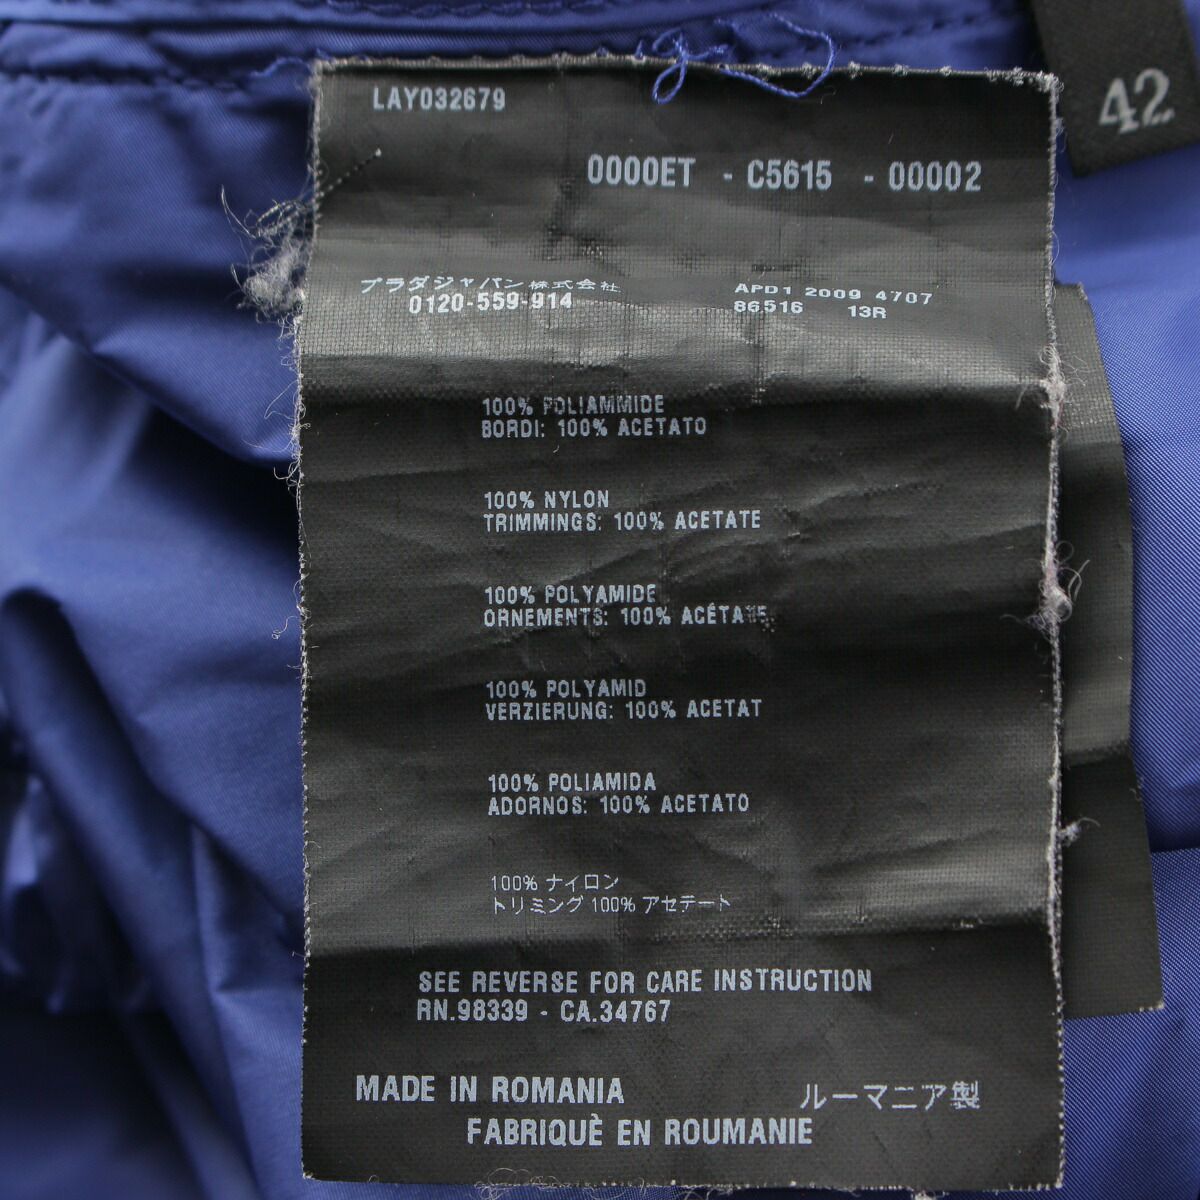 42
LAY032679
0000ET - C5615 - 00002
プラダジャパン株式会社
0120-559-914
APD1 2009 4707
86516 13R
100% POLIAMMIDE
BORDI: 100% ACETATO
100% NYLON
TRIMMINGS: 100% ACETATE
100% POLYAMIDE
ORNEMENTS: 100% ACÉTATE
100% POLYAMID
VERZIERUNG: 100% ACETAT
100% POLIAMIDA
ADORNOS: 100% ACETATO
100% ナイロン
トリミング 100% アセテート
SEE REVERSE FOR CARE INSTRUCTION
RN.98339 - CA.34767
MADE IN ROMANIA ルーマニア製
FABRIQUÈ EN ROUMANIE